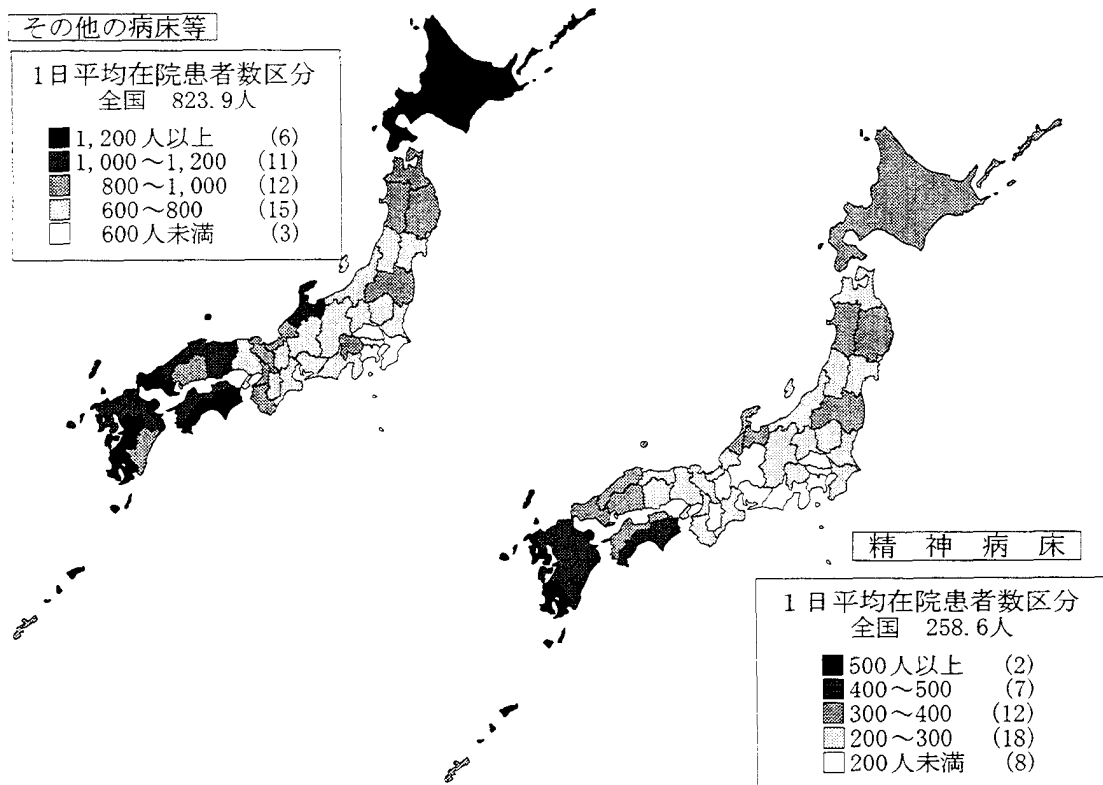 その他の病床等
1日平均在院患者数区分
全国 823.9人
1,200人以上 (6)
1,000〜1,200 (11)
800〜1,000 (12)
600〜800 (15)
600人未満 (3)
精神病床
1日平均在院患者数区分
全国 258.6人
500人以上 (2)
400〜500 (7)
300〜400 (12)
200〜300 (18)
200人未満 (8)